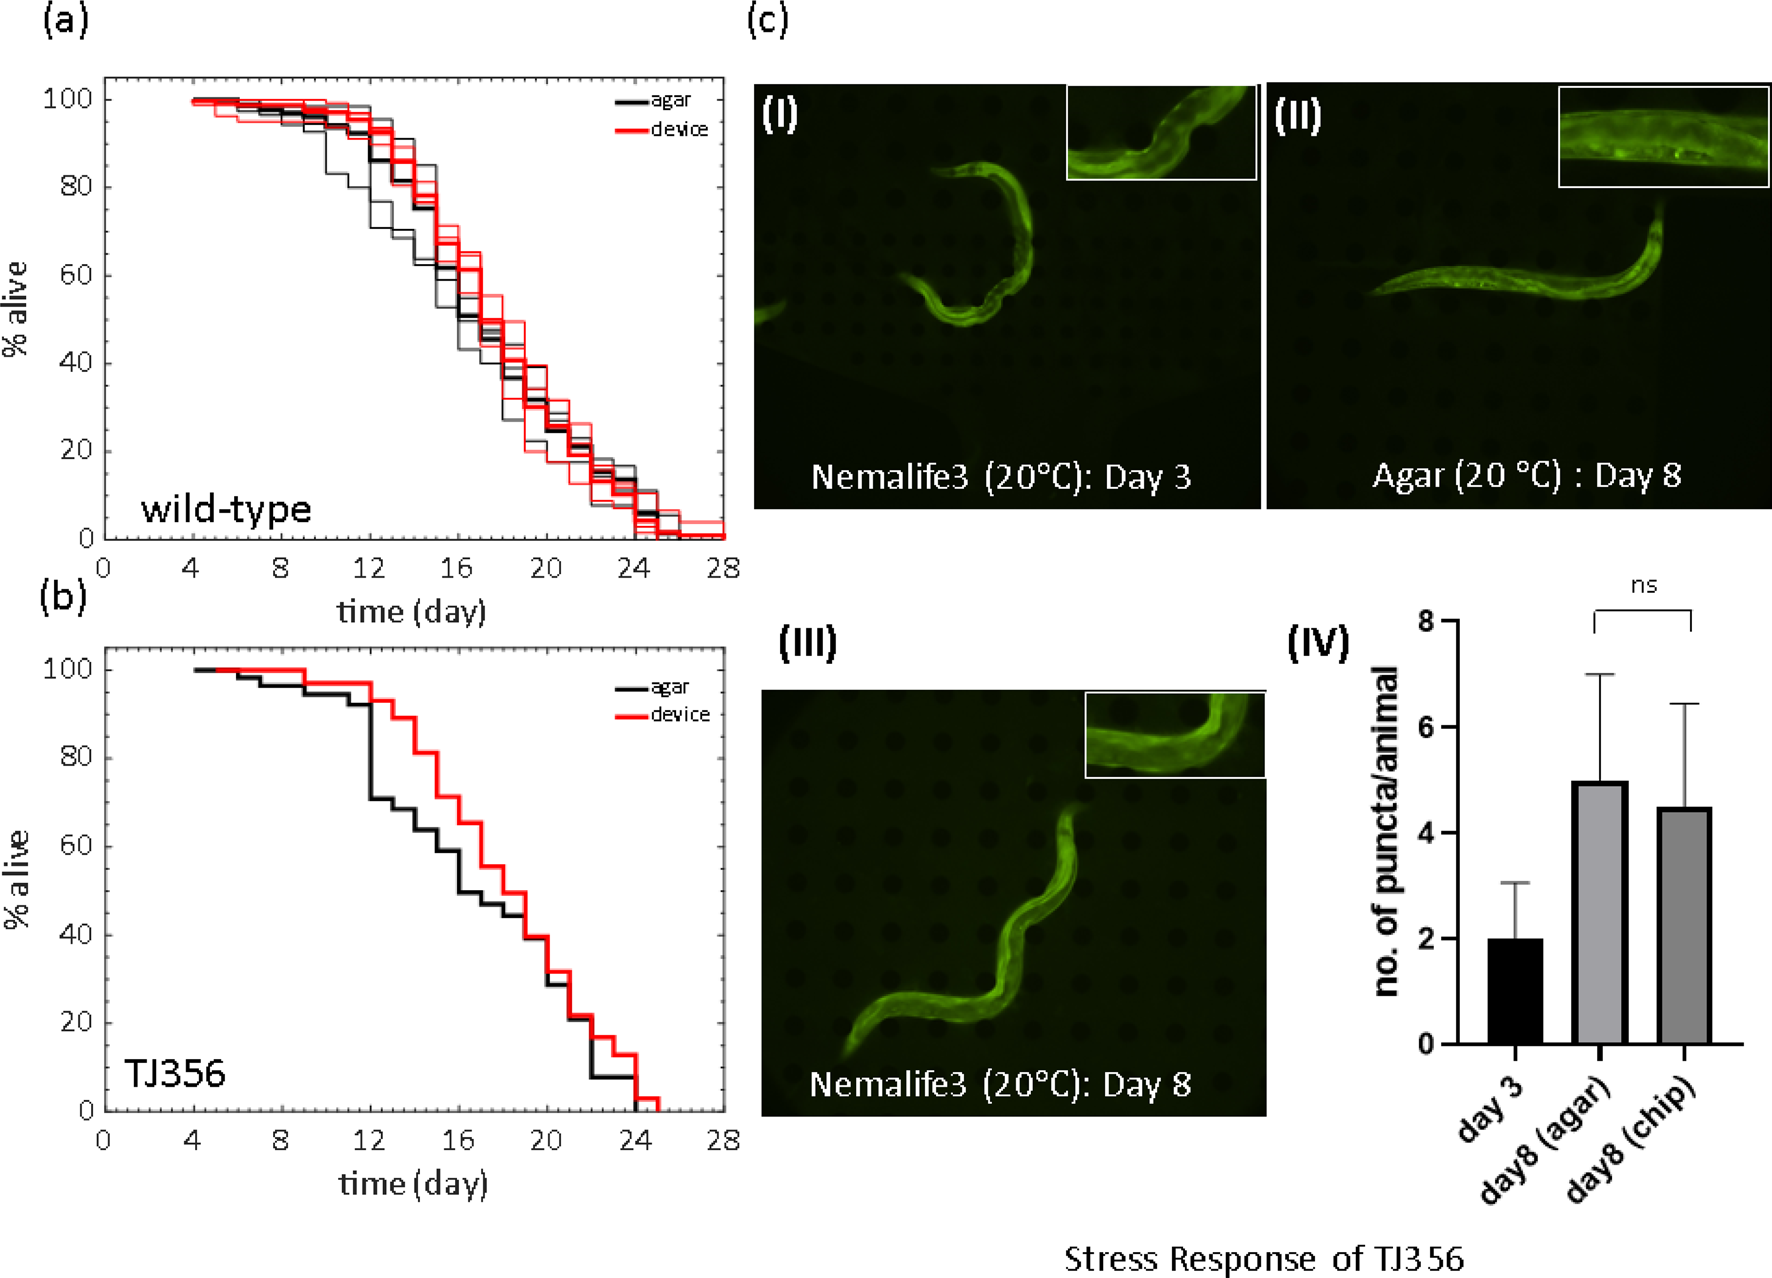 (a)
100
80
60
40
20
0
% alive
agar
device
wild-type
0 4 8 12 16 20 24 28
time (day)
(b)
100
80
60
40
20
0
% alive
agar
device
TJ356
0 4 8 12 16 20 24 28
time (day)
(c)
(I)
Nemalife3 (20°C): Day 3
(II)
Agar (20 °C) : Day 8
(III)
Nemalife3 (20°C): Day 8
(IV)
ns
8
6
4
2
0
no. of puncta/animal
day 3
day8 (agar)
day8 (chip)
Stress Response of TJ356